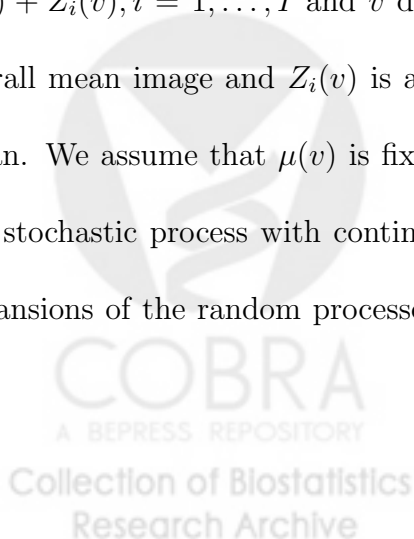 ) + Z_i(v), i = 1, . . . , I and v d
rall mean image and Z_i(v) is a
n. We assume that μ(v) is fix
stochastic process with contin
ansions of the random processe
COBRA
A BEPRESS REPOSITORY
Collection of Biostatistics
Research Archive